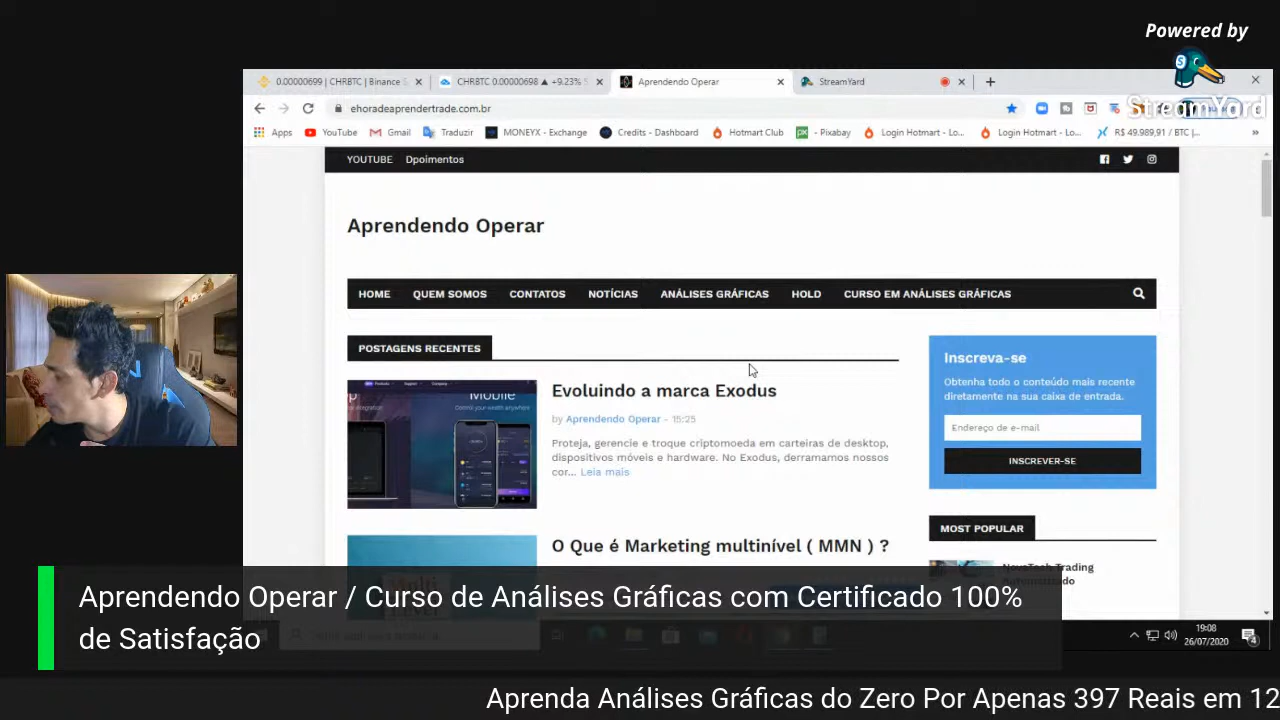 Powered by
StreamYard
0.00000699 | CHRBTC | Binance
CHRBTC 0.00000698 ▲ +9.23%
Aprendendo Operar
StreamYard
ehoradeaprendertrade.com.br
Apps
YouTube
Gmail
Traduzir
MONEYX - Exchange
Credits - Dashboard
Hotmart Club
- Pixabay
Login Hotmart - Lo...
Login Hotmart - Lo...
R$ 49.989,91 / BTC |...
»
YOUTUBE Dpoimentos
Aprendendo Operar
HOME QUEM SOMOS CONTATOS NOTÍCIAS ANÁLISES GRÁFICAS HOLD CURSO EM ANÁLISES GRÁFICAS
POSTAGENS RECENTES
Evoluindo a marca Exodus
by Aprendendo Operar - 15:25
Proteja, gerencie e troque criptomoeda em carteiras de desktop,
dispositivos móveis e hardware. No Exodus, derramamos nossos
cor... Leia mais
O Que é Marketing multinível ( MMN ) ?
Inscreva-se
Obtenha todo o conteúdo mais recente
diretamente na sua caixa de entrada.
Endereço de e-mail
INSCREVER-SE
MOST POPULAR
NovaTech Trading
Aprendendo Operar / Curso de Análises Gráficas com Certificado 100%
de Satisfação
19:08
26/07/2020
4
Aprenda Análises Gráficas do Zero Por Apenas 397 Reais em 12